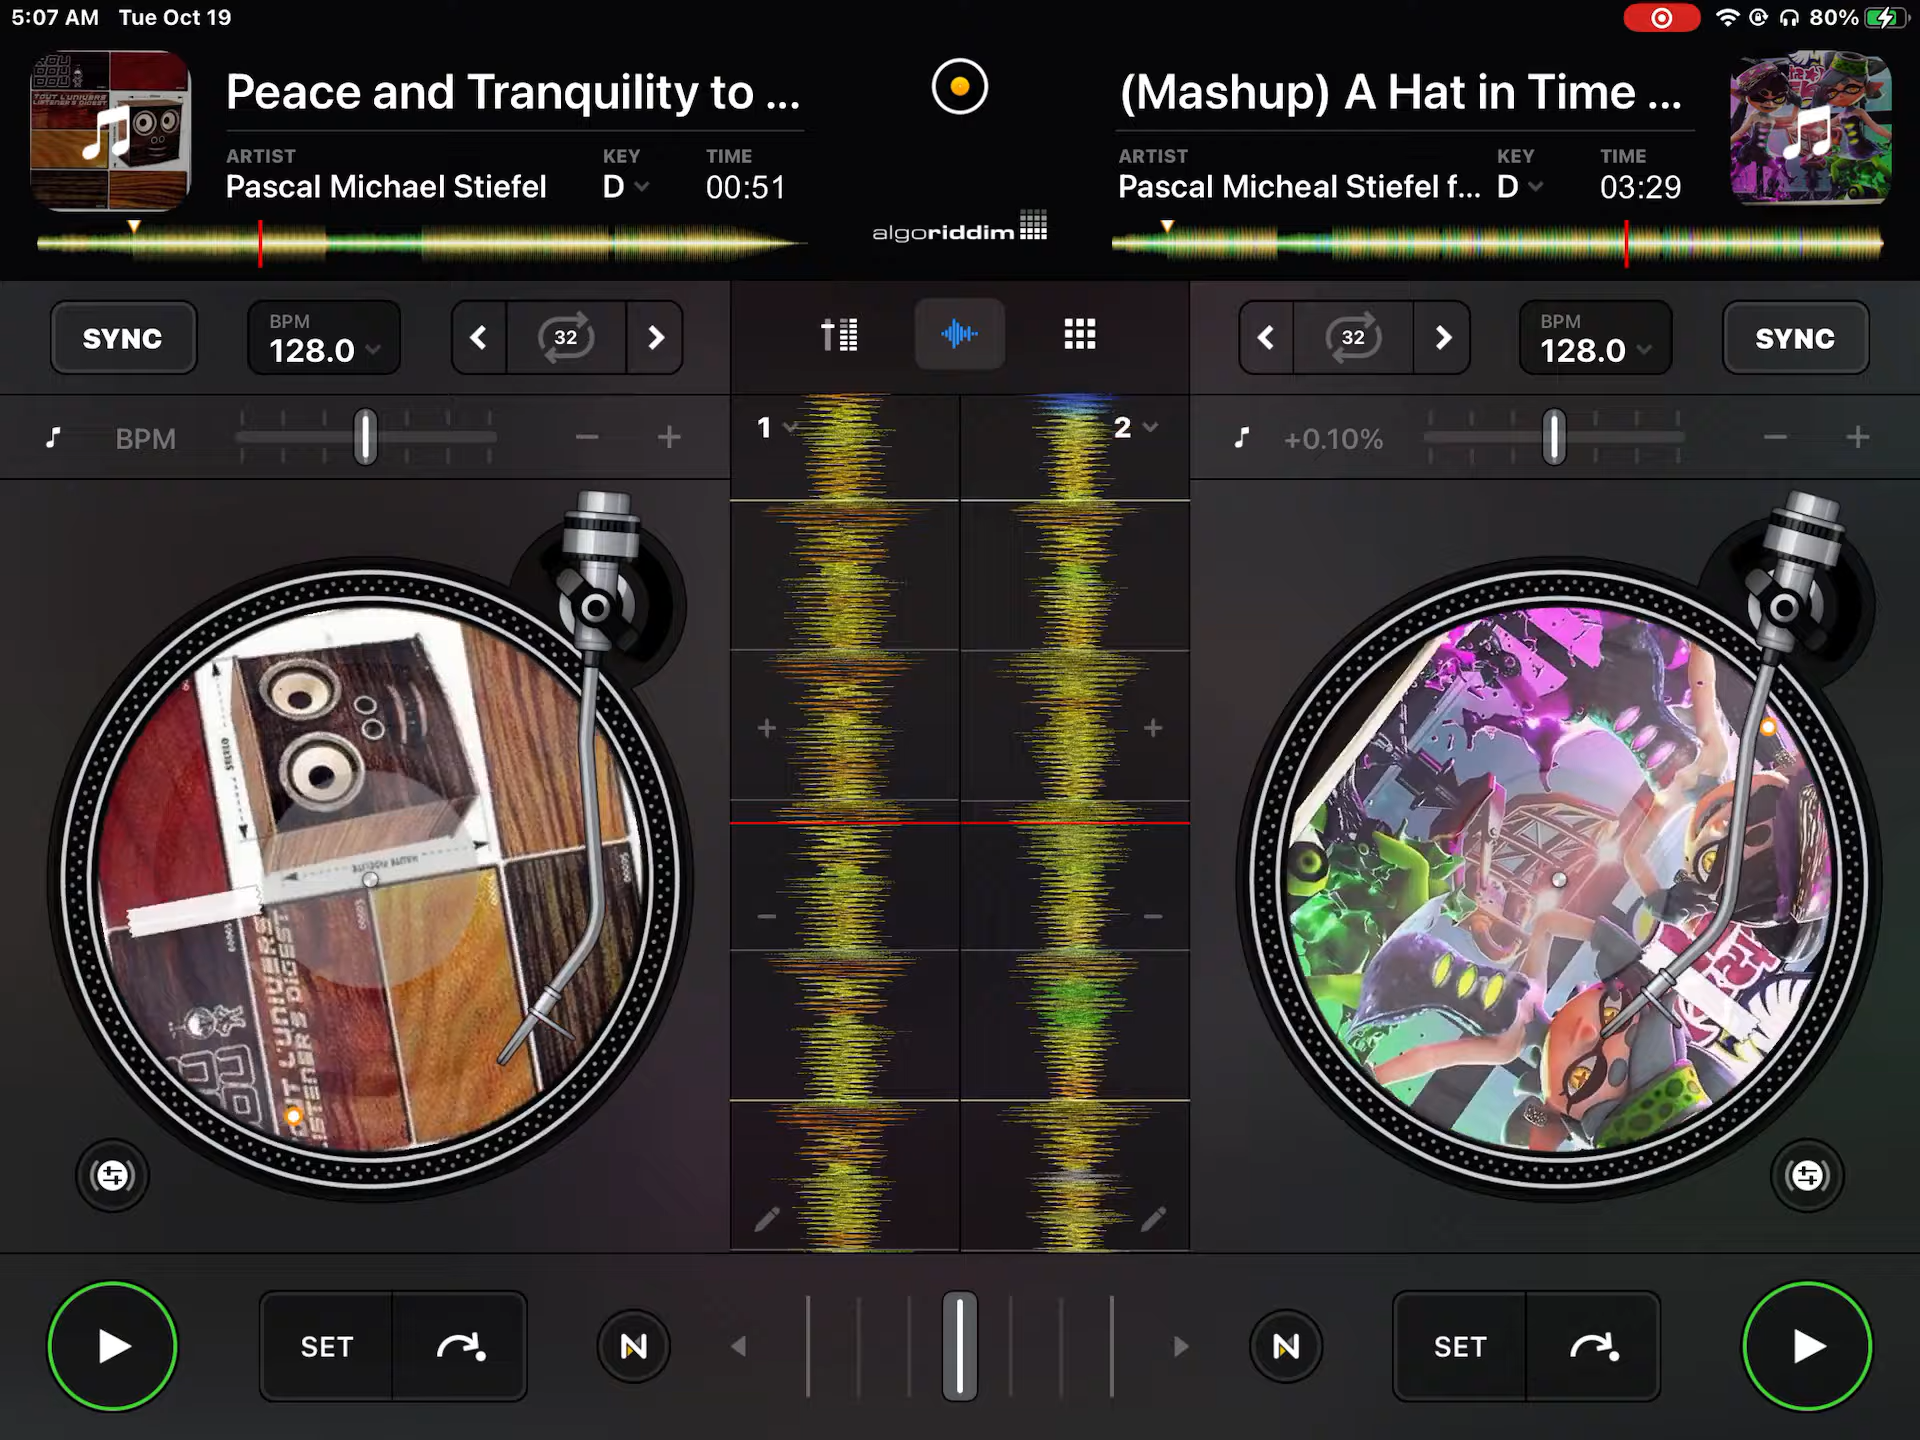 5:07 AM Tue Oct 19
80%
Peace and Tranquility to ...
ARTIST KEY TIME
Pascal Michael Stiefel D 00:51
(Mashup) A Hat in Time ...
ARTIST KEY TIME
Pascal Micheal Stiefel f... D 03:29
algoriddim
SYNC
BPM
128.0
32
32
BPM
128.0
SYNC
BPM
1
2
+0.10%
SET
N
N
SET